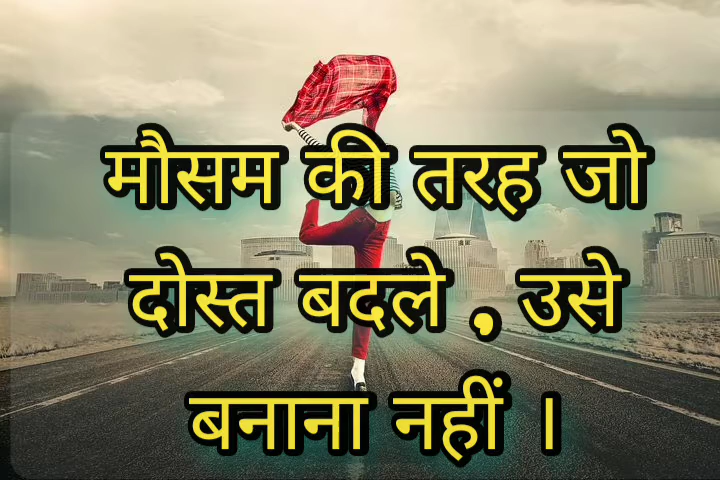 मौसम की तरह जो
दोस्त बदले , उसे
बनाना नहीं ।